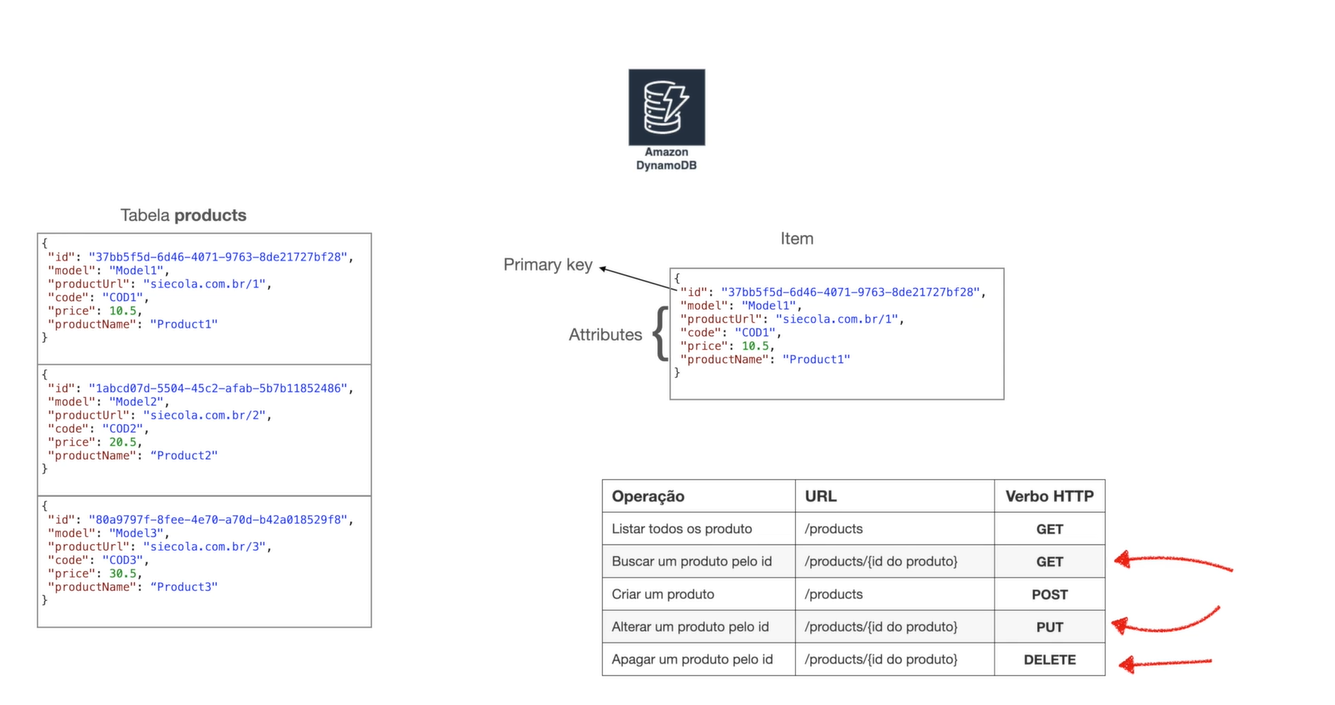 Amazon
DynamoDB
Tabela products
{
"id": "37bb5f5d-6d46-4071-9763-8de21727bf28",
"model": "Model1",
"productUrl": "siecola.com.br/1",
"code": "COD1",
"price": 10.5,
"productName": "Product1"
}
{
"id": "1abcd07d-5504-45c2-afab-5b7b11852486",
"model": "Model2",
"productUrl": "siecola.com.br/2",
"code": "COD2",
"price": 20.5,
"productName": “Product2"
}
{
"id": "80a9797f-8fee-4e70-a70d-b42a018529f8",
"model": "Model3",
"productUrl": "siecola.com.br/3",
"code": "COD3",
"price": 30.5,
"productName": “Product3"
}
Item
Primary key
Attributes
{
"id": "37bb5f5d-6d46-4071-9763-8de21727bf28",
"model": "Model1",
"productUrl": "siecola.com.br/1",
"code": "COD1",
"price": 10.5,
"productName": "Product1"
}
Operação URL Verbo HTTP
Listar todos os produto /products GET
Buscar um produto pelo id /products/{id do produto} GET
Criar um produto /products POST
Alterar um produto pelo id /products/{id do produto} PUT
Apagar um produto pelo id /products/{id do produto} DELETE